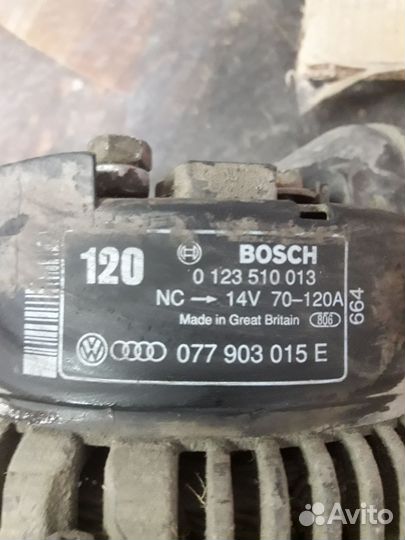 120
BOSCH
0 123 510 013
NC → 14V 70-120A
Made in Great Britain 806
664
077 903 015 E
Avito